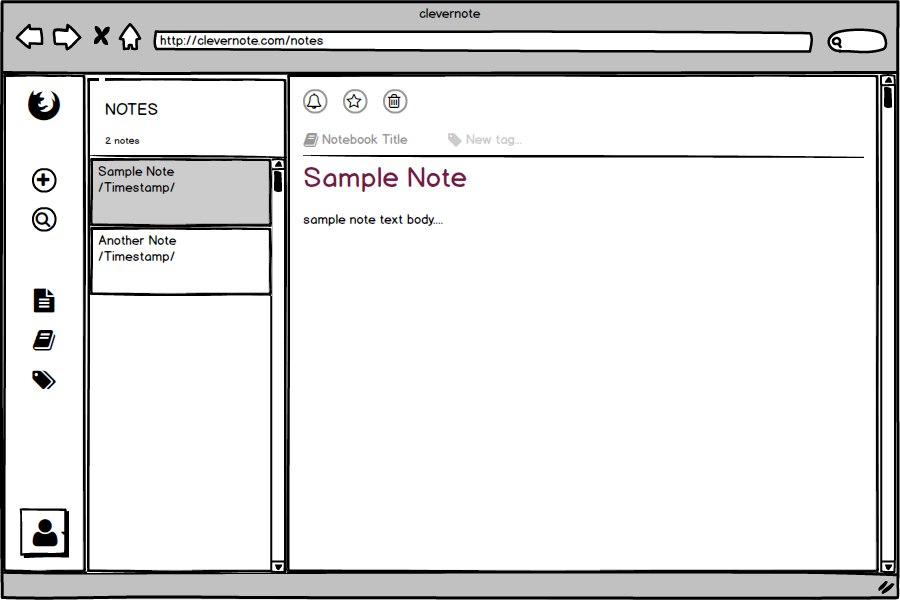 clevernote
http://clevernote.com/notes
NOTES
2 notes
Sample Note
/Timestamp/
Another Note
/Timestamp/
Notebook Title
New tag...
Sample Note
sample note text body....